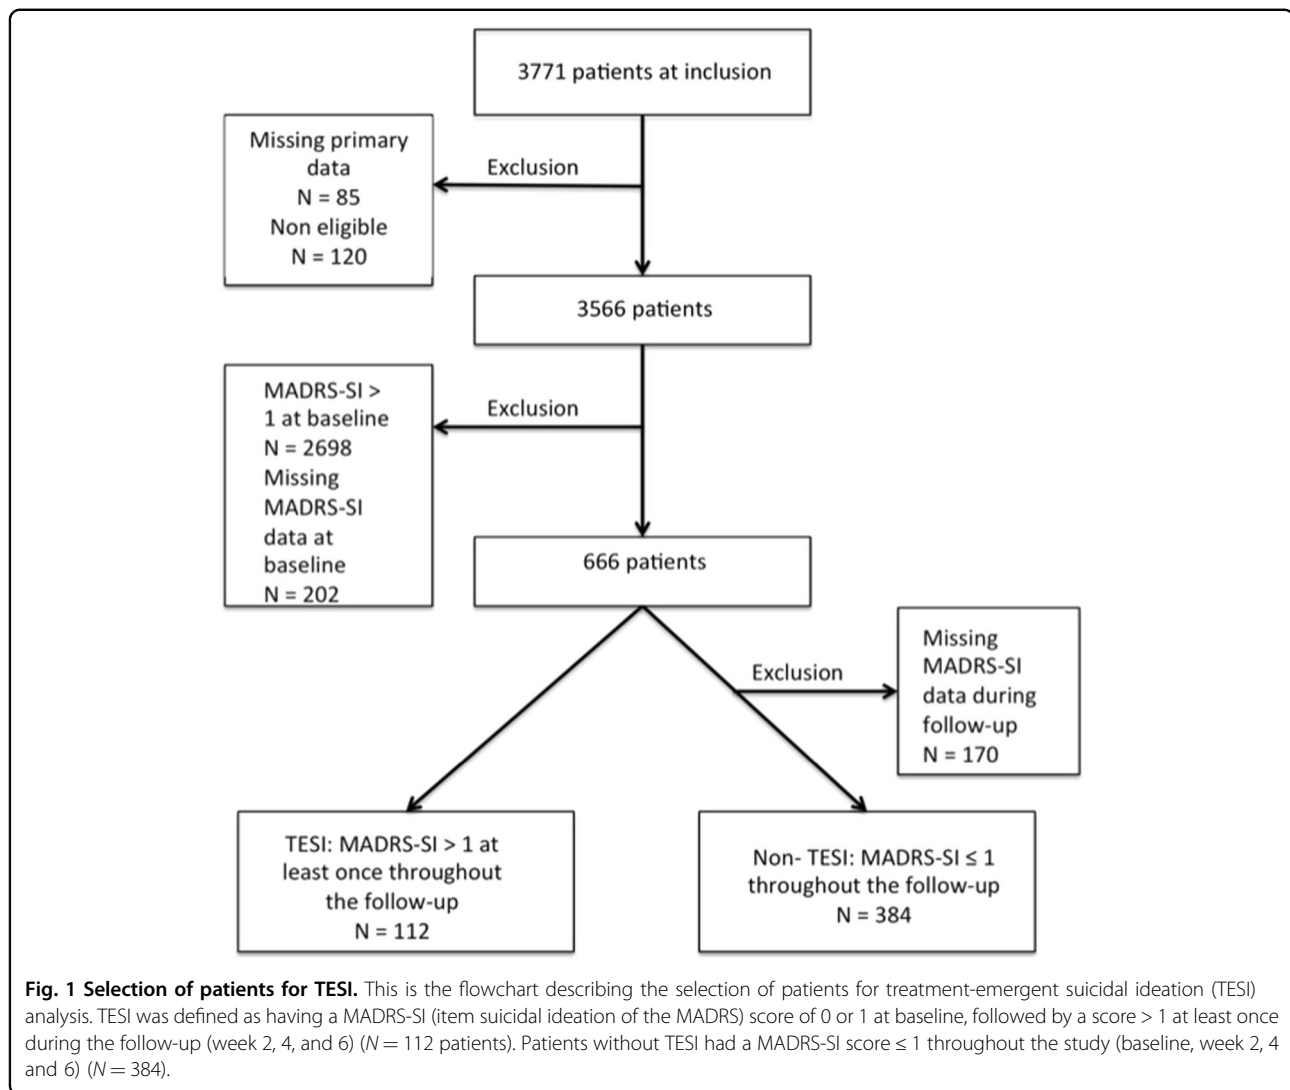 3771 patients at inclusion
Missing primary
data
N = 85
Non eligible
N = 120
Exclusion
3566 patients
MADRS-SI >
1 at baseline
N = 2698
Missing
MADRS-SI
data at
baseline
N = 202
Exclusion
666 patients
Exclusion
Missing
MADRS-SI
data during
follow-up
N = 170
TESI: MADRS-SI > 1 at
least once throughout
the follow-up
N = 112
Non- TESI: MADRS-SI ≤ 1
throughout the follow-up
N = 384
Fig. 1 Selection of patients for TESI. This is the flowchart describing the selection of patients for treatment-emergent suicidal ideation (TESI)
analysis. TESI was defined as having a MADRS-SI (item suicidal ideation of the MADRS) score of 0 or 1 at baseline, followed by a score > 1 at least once
during the follow-up (week 2, 4, and 6) (N = 112 patients). Patients without TESI had a MADRS-SI score ≤ 1 throughout the study (baseline, week 2, 4
and 6) (N = 384).